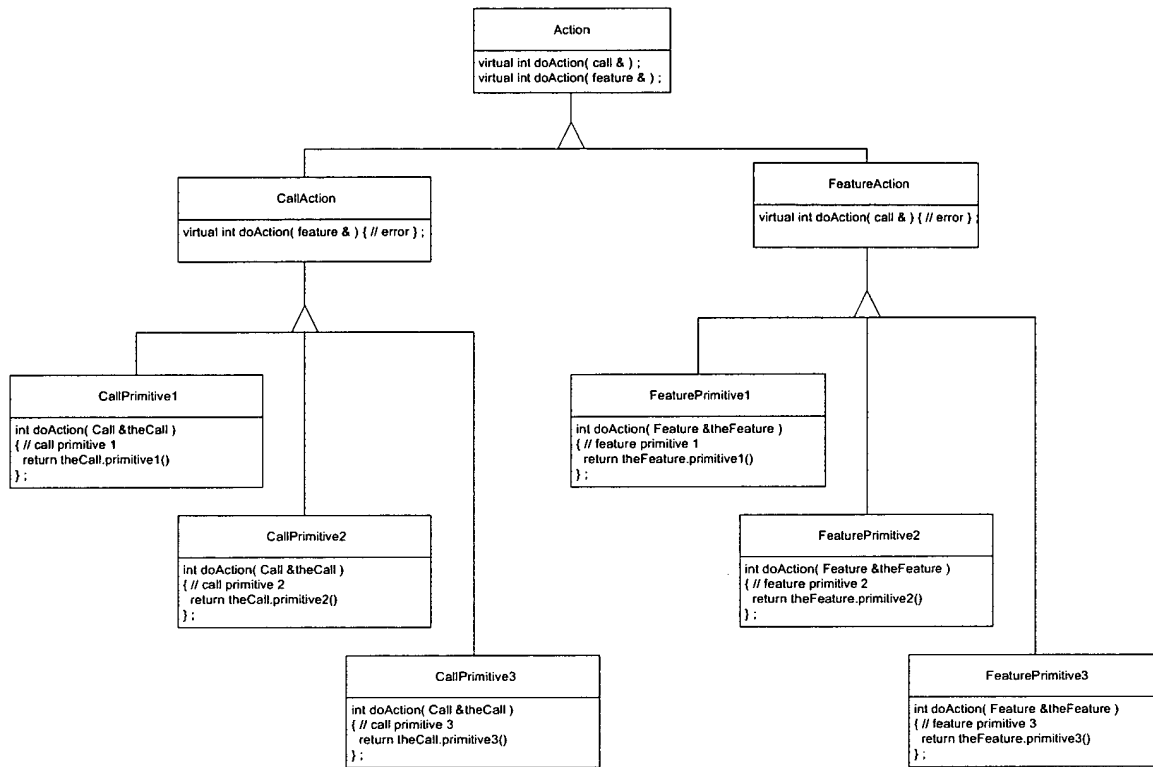 Action
virtual int doAction( call & ) ;
virtual int doAction( feature & ) ;
CallAction
virtual int doAction( feature & ) { // error } ;
FeatureAction
virtual int doAction( call & ) { // error } ;
CallPrimitive1
int doAction( Call &theCall )
{ // call primitive 1
return theCall.primitive1()
} ;
FeaturePrimitive1
int doAction( Feature &theFeature )
{ // feature primitive 1
return theFeature.primitive1()
} ;
CallPrimitive2
int doAction( Call &theCall )
{ // call primitive 2
return theCall.primitive2()
} ;
FeaturePrimitive2
int doAction( Feature &theFeature )
{ // feature primitive 2
return theFeature.primitive2()
} ;
CallPrimitive3
int doAction( Call &theCall )
{ // call primitive 3
return theCall.primitive3()
} ;
FeaturePrimitive3
int doAction( Feature &theFeature )
{ // feature primitive 3
return theFeature.primitive3()
} ;